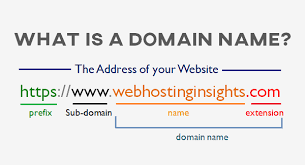 WHAT IS A DOMAIN NAME?
The Address of your Website
https://www.webhostinginsights.com
prefix Sub-domain name extension
domain name